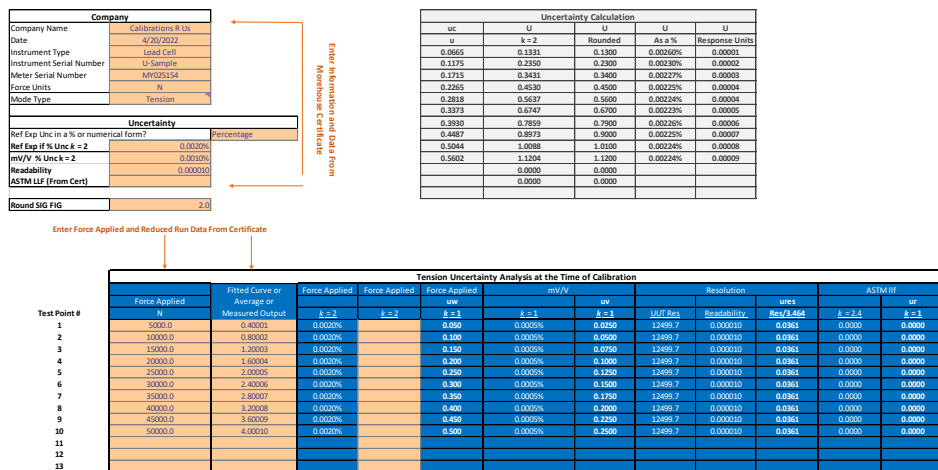 Company
Company Name Calibrations R Us
Date 4/20/2022
Instrument Type Load Cell
Instrument Serial Number U-Sample
Meter Serial Number MY025154
Force Units N
Mode Type Tension
Uncertainty
Ref Exp Unc in a % or numerical form? Percentage
Ref Exp if % Unc k = 2 0.0020%
mV/V % Unc k = 2 0.0010%
Readability 0.000010
ASTM LLF (From Cert)
Round SIG FIG 2.0
Enter Information and Data From
Morehouse Certificate
Uncertainty Calculation
uc U U U U
u k = 2 Rounded As a % Response Units
0.0665 0.1331 0.1300 0.00260% 0.00001
0.1175 0.2350 0.2300 0.00230% 0.00002
0.1715 0.3431 0.3400 0.00227% 0.00003
0.2265 0.4530 0.4500 0.00225% 0.00004
0.2818 0.5637 0.5600 0.00224% 0.00004
0.3373 0.6747 0.6700 0.00223% 0.00005
0.3930 0.7859 0.7900 0.00226% 0.00006
0.4487 0.8973 0.9000 0.00225% 0.00007
0.5044 1.0088 1.0100 0.00224% 0.00008
0.5602 1.1204 1.1200 0.00224% 0.00009
0.0000 0.0000
0.0000 0.0000
Enter Force Applied and Reduced Run Data From Certificate
Tension Uncertainty Analysis at the Time of Calibration
Fitted Curve or Force Applied Force Applied Force Applied mV/V Resolution ASTM llf
Force Applied Average or uw uv ures ur
Test Point # N Measured Output k = 2 k = 2 k = 1 k = 1 k = 1 UUT Res Readability Res/3.464 k = 2.4 k = 1
1 5000.0 0.40001 0.0020% 0.050 0.0005% 0.0250 12499.7 0.000010 0.0361 0.0000 0.0000
2 10000.0 0.80002 0.0020% 0.100 0.0005% 0.0500 12499.7 0.000010 0.0361 0.0000 0.0000
3 15000.0 1.20003 0.0020% 0.150 0.0005% 0.0750 12499.7 0.000010 0.0361 0.0000 0.0000
4 20000.0 1.60004 0.0020% 0.200 0.0005% 0.1000 12499.7 0.000010 0.0361 0.0000 0.0000
5 25000.0 2.00005 0.0020% 0.250 0.0005% 0.1250 12499.7 0.000010 0.0361 0.0000 0.0000
6 30000.0 2.40006 0.0020% 0.300 0.0005% 0.1500 12499.7 0.000010 0.0361 0.0000 0.0000
7 35000.0 2.80007 0.0020% 0.350 0.0005% 0.1750 12499.7 0.000010 0.0361 0.0000 0.0000
8 40000.0 3.20008 0.0020% 0.400 0.0005% 0.2000 12499.7 0.000010 0.0361 0.0000 0.0000
9 45000.0 3.60009 0.0020% 0.450 0.0005% 0.2250 12499.7 0.000010 0.0361 0.0000 0.0000
10 50000.0 4.00010 0.0020% 0.500 0.0005% 0.2500 12499.7 0.000010 0.0361 0.0000 0.0000
11
12
13